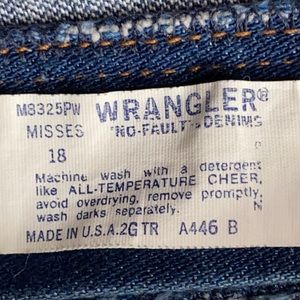 M8325PW WRANGLER®
MISSES "NO-FAULT" DENIMS
18
Machine wash with a detergent
like ALL-TEMPERATURE CHEER,
avoid overdrying, remove promptly,
wash darks separately. N
MADE IN U.S.A. 2G TR A446 B